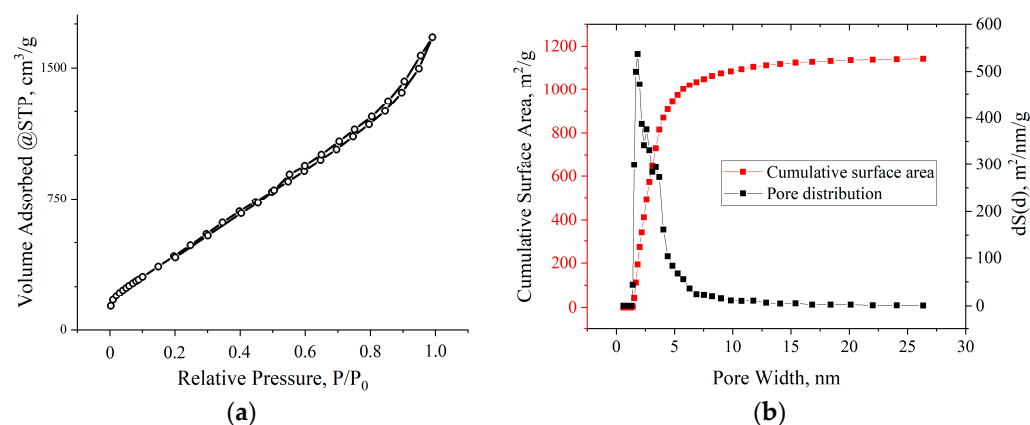 (a)
1500
750
0
Volume Adsorbed @STP, cm³/g
0
0.2
0.4
0.6
0.8
1.0
Relative Pressure, P/P₀
(a)
(b)
1200
1000
800
600
400
200
0
Cumulative Surface Area, m²/g
600
500
400
300
200
100
0
dS(d), m²/nm/g
Cumulative surface area
Pore distribution
0
5
10
15
20
25
30
Pore Width, nm
(b)